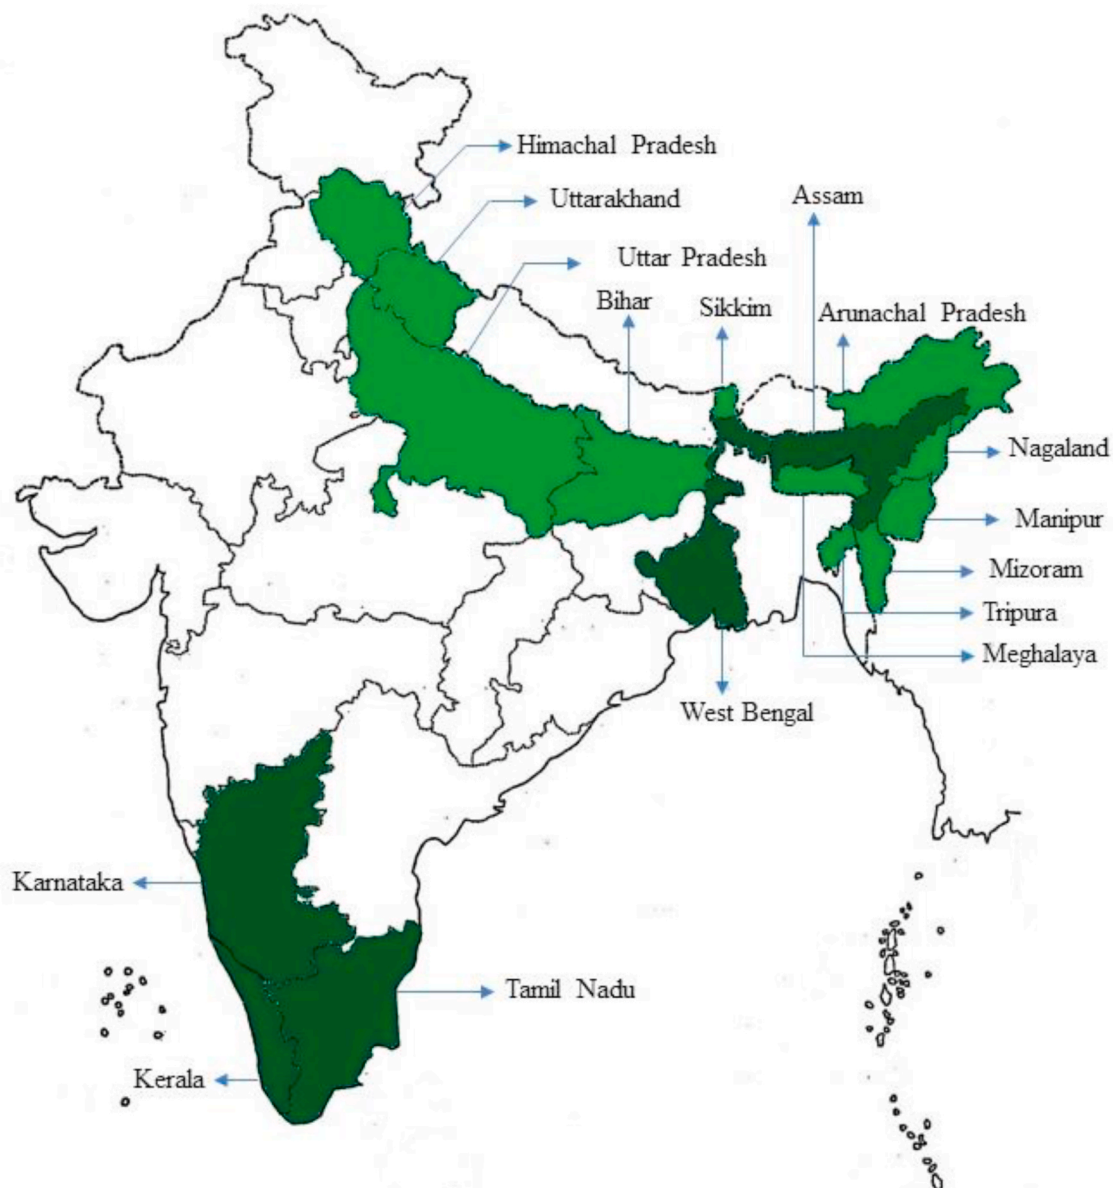 Himachal Pradesh
Uttarakhand
Assam
Uttar Pradesh
Bihar
Sikkim
Arunachal Pradesh
Nagaland
Manipur
Mizoram
Tripura
Meghalaya
West Bengal
Karnataka
Tamil Nadu
Kerala